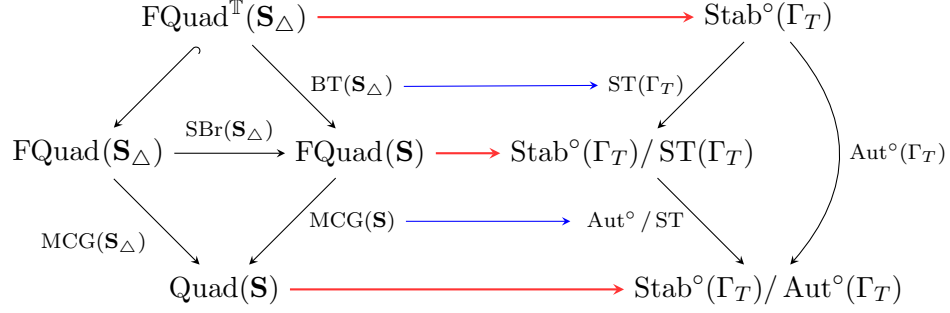 FQuad^𝕋(S_△) Stab°(Γ_T)
BT(S_△) ST(Γ_T)
SBr(S_△)
FQuad(S_△) FQuad(S) Stab°(Γ_T)/ ST(Γ_T) Aut°(Γ_T)
MCG(S_△) MCG(S) Aut° / ST
Quad(S) Stab°(Γ_T)/ Aut°(Γ_T)